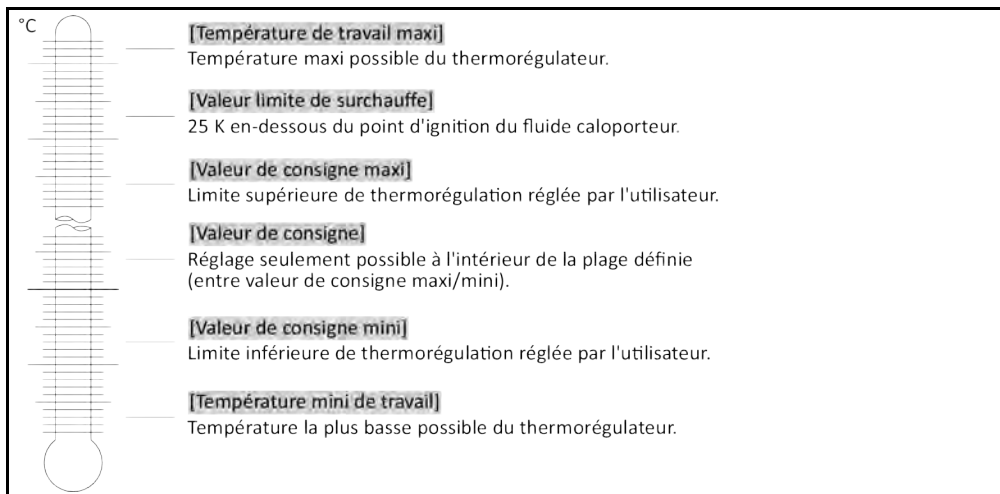 °C
[Température de travail maxi]
Température maxi possible du thermorégulateur.
[Valeur limite de surchauffe]
25 K en-dessous du point d'ignition du fluide caloporteur.
[Valeur de consigne maxi]
Limite supérieure de thermorégulation réglée par l'utilisateur.
[Valeur de consigne]
Réglage seulement possible à l'intérieur de la plage définie
(entre valeur de consigne maxi/mini).
[Valeur de consigne mini]
Limite inférieure de thermorégulation réglée par l'utilisateur.
[Température mini de travail]
Température la plus basse possible du thermorégulateur.